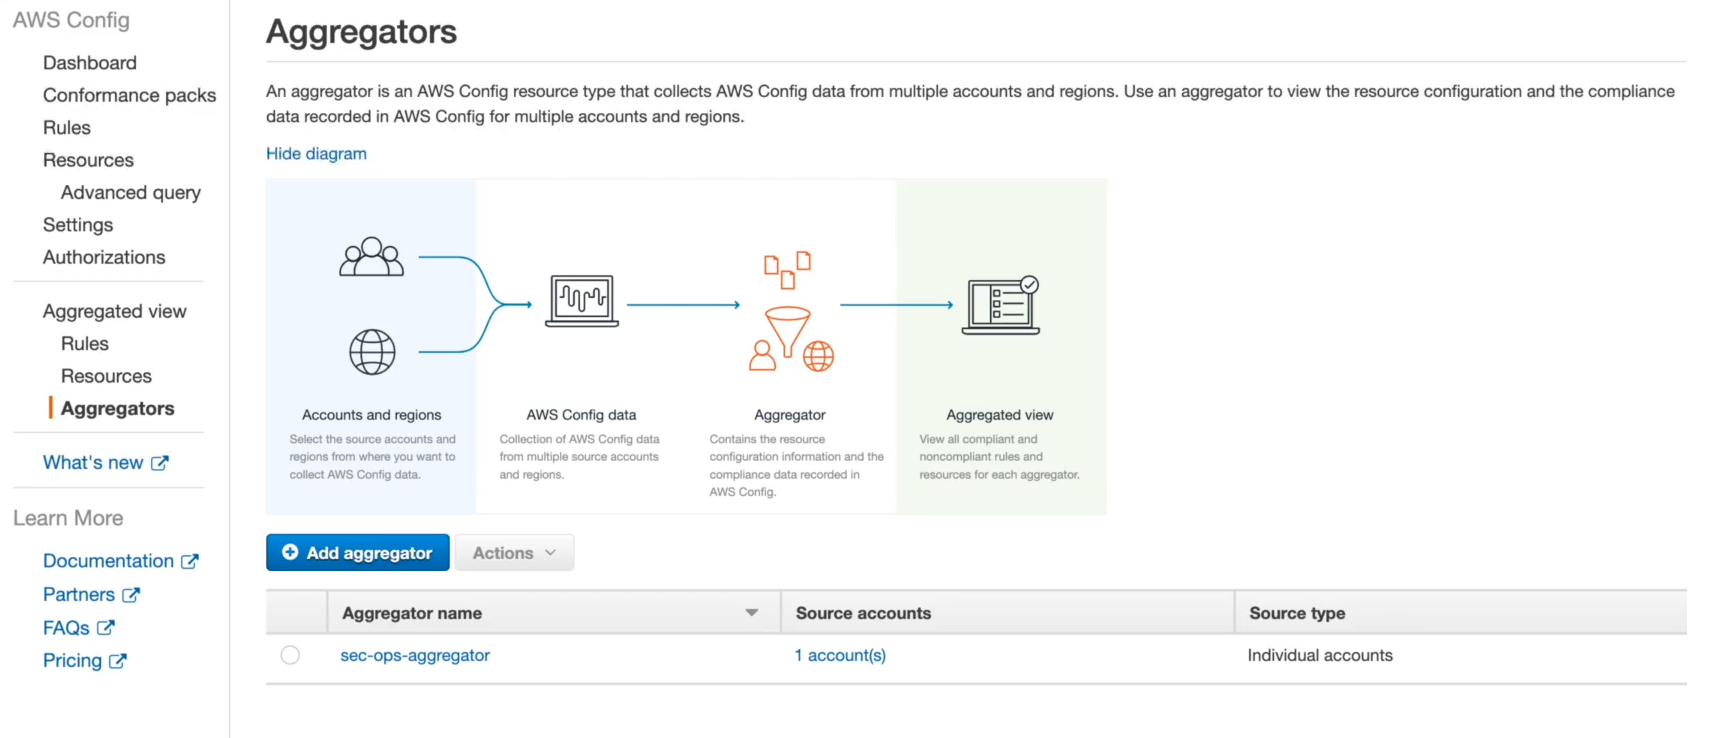 AWS Config
Dashboard
Conformance packs
Rules
Resources
Advanced query
Settings
Authorizations
Aggregated view
Rules
Resources
Aggregators
What's new
Learn More
Documentation
Partners
FAQs
Pricing
Aggregators
An aggregator is an AWS Config resource type that collects AWS Config data from multiple accounts and regions. Use an aggregator to view the resource configuration and the compliance
data recorded in AWS Config for multiple accounts and regions.
Hide diagram
Accounts and regions
Select the source accounts and
regions from where you want to
collect AWS Config data.
AWS Config data
Collection of AWS Config data
from multiple source accounts
and regions.
Aggregator
Contains the resource
configuration information and the
compliance data recorded in
AWS Config.
Aggregated view
View all compliant and
noncompliant rules and
resources for each aggregator.
Add aggregator
Actions
Aggregator name
Source accounts
Source type
sec-ops-aggregator
1 account(s)
Individual accounts